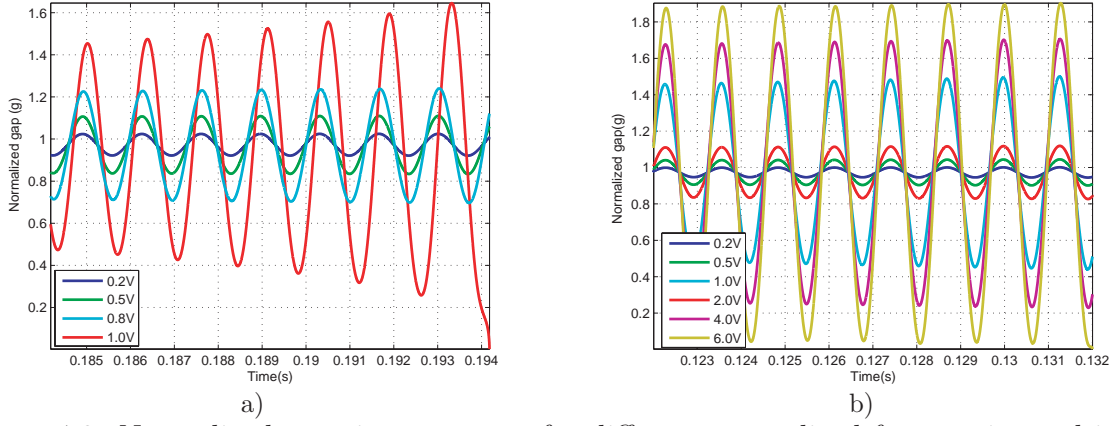 Normalized gap (g)
1.6
1.4
1.2
1
0.8
0.6
0.4
0.2
0.2V
0.5V
0.8V
1.0V
0.185 0.186 0.187 0.188 0.189 0.19 0.191 0.192 0.193 0.194
Time(s)
a)
Normalized gap(g)
1.8
1.6
1.4
1.2
1
0.8
0.6
0.4
0.2
0.2V
0.5V
1.0V
2.0V
4.0V
6.0V
0.123 0.124 0.125 0.126 0.127 0.128 0.129 0.13 0.131 0.132
Time(s)
b)
Normalized for